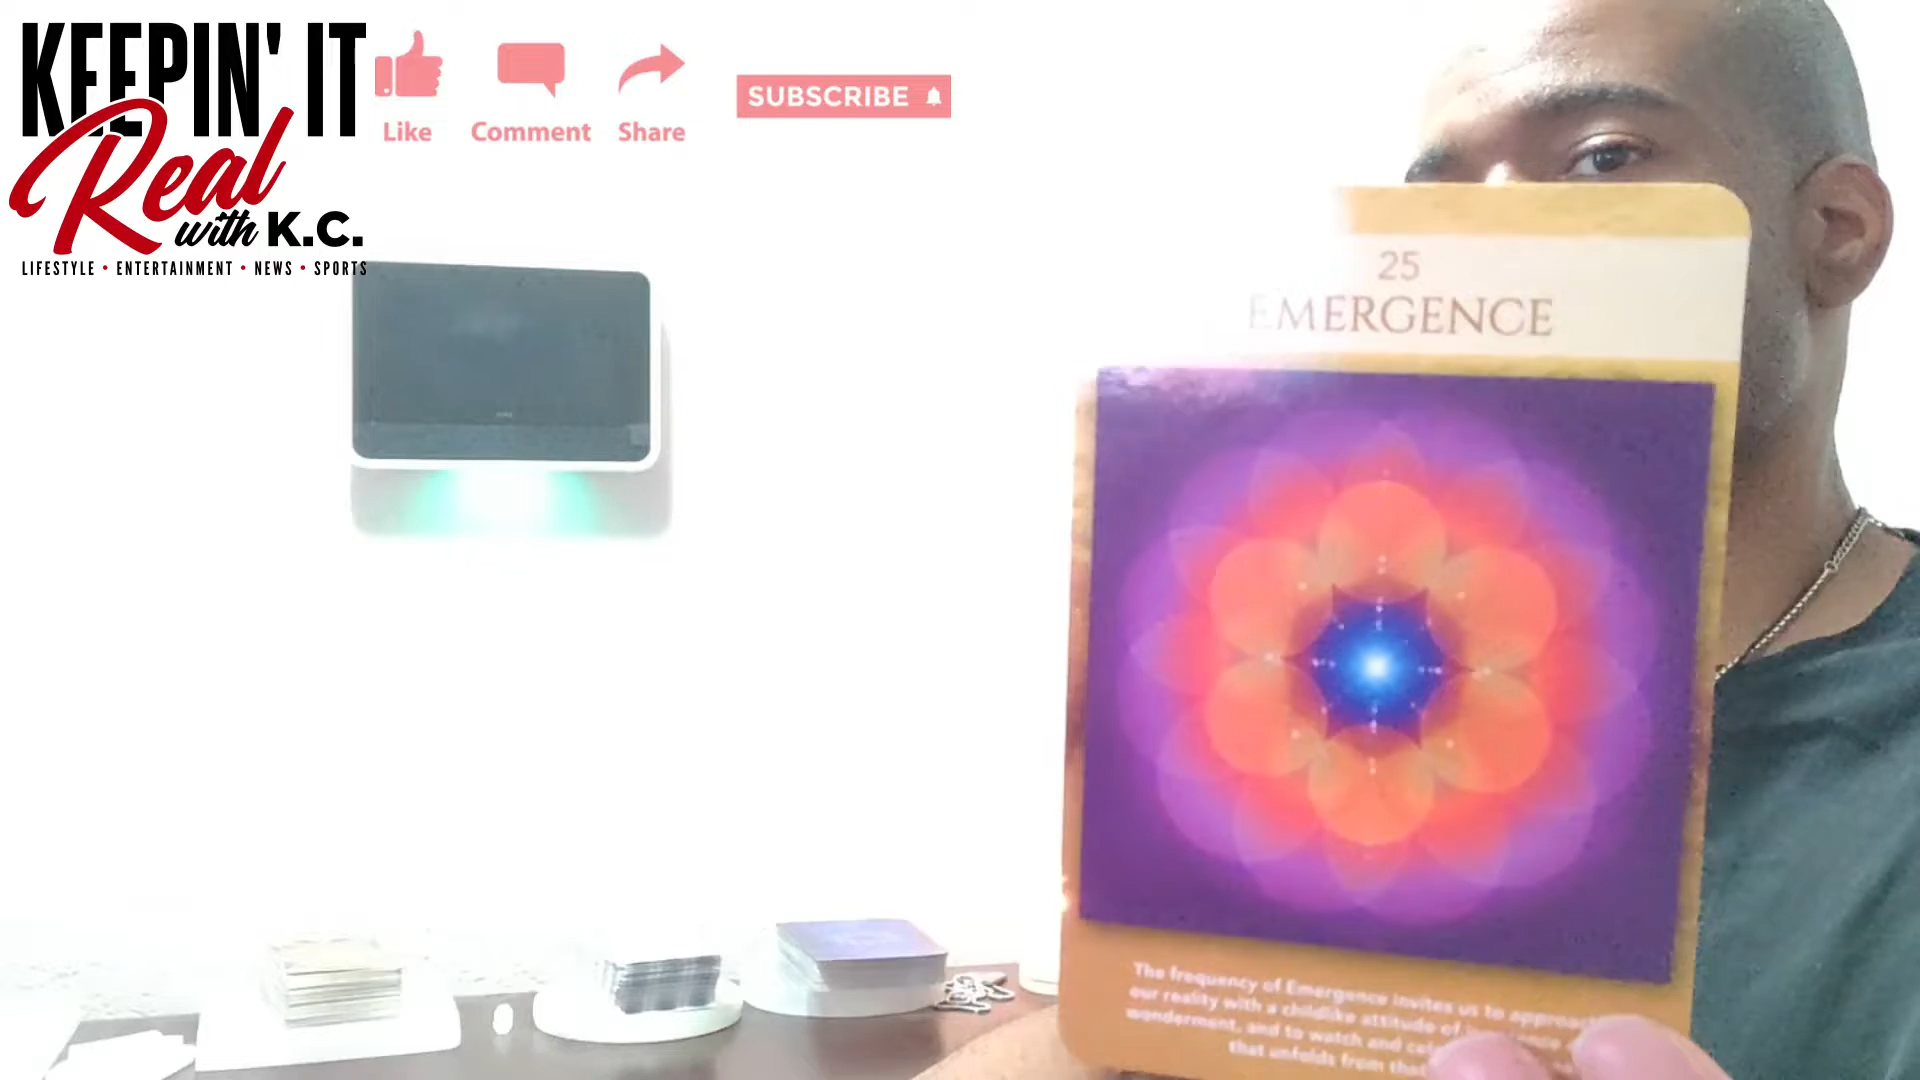 KEEPIN' IT
Real
with K.C.
LIFESTYLE • ENTERTAINMENT • NEWS • SPORTS
Like
Comment
Share
SUBSCRIBE
25
EMERGENCE
The frequency of Emergence invites us to approach
our reality with a childlike attitude of
wonderment, and to watch and
that unfolds from that